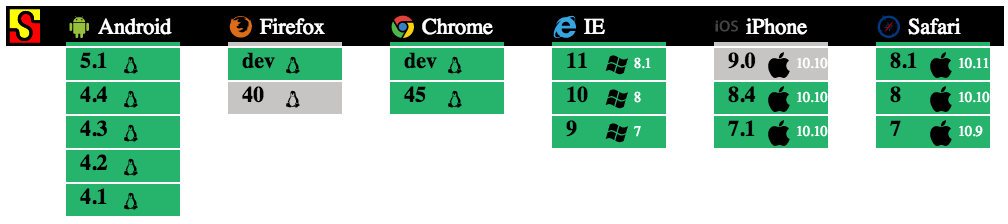 S Android Firefox Chrome IE iOS iPhone Safari
5.1 dev dev 11 8.1 9.0 10.10 8.1 10.11
4.4 40 45 10 8 8.4 10.10 8 10.10
4.3 9 7 7.1 10.10 7 10.9
4.2
4.1